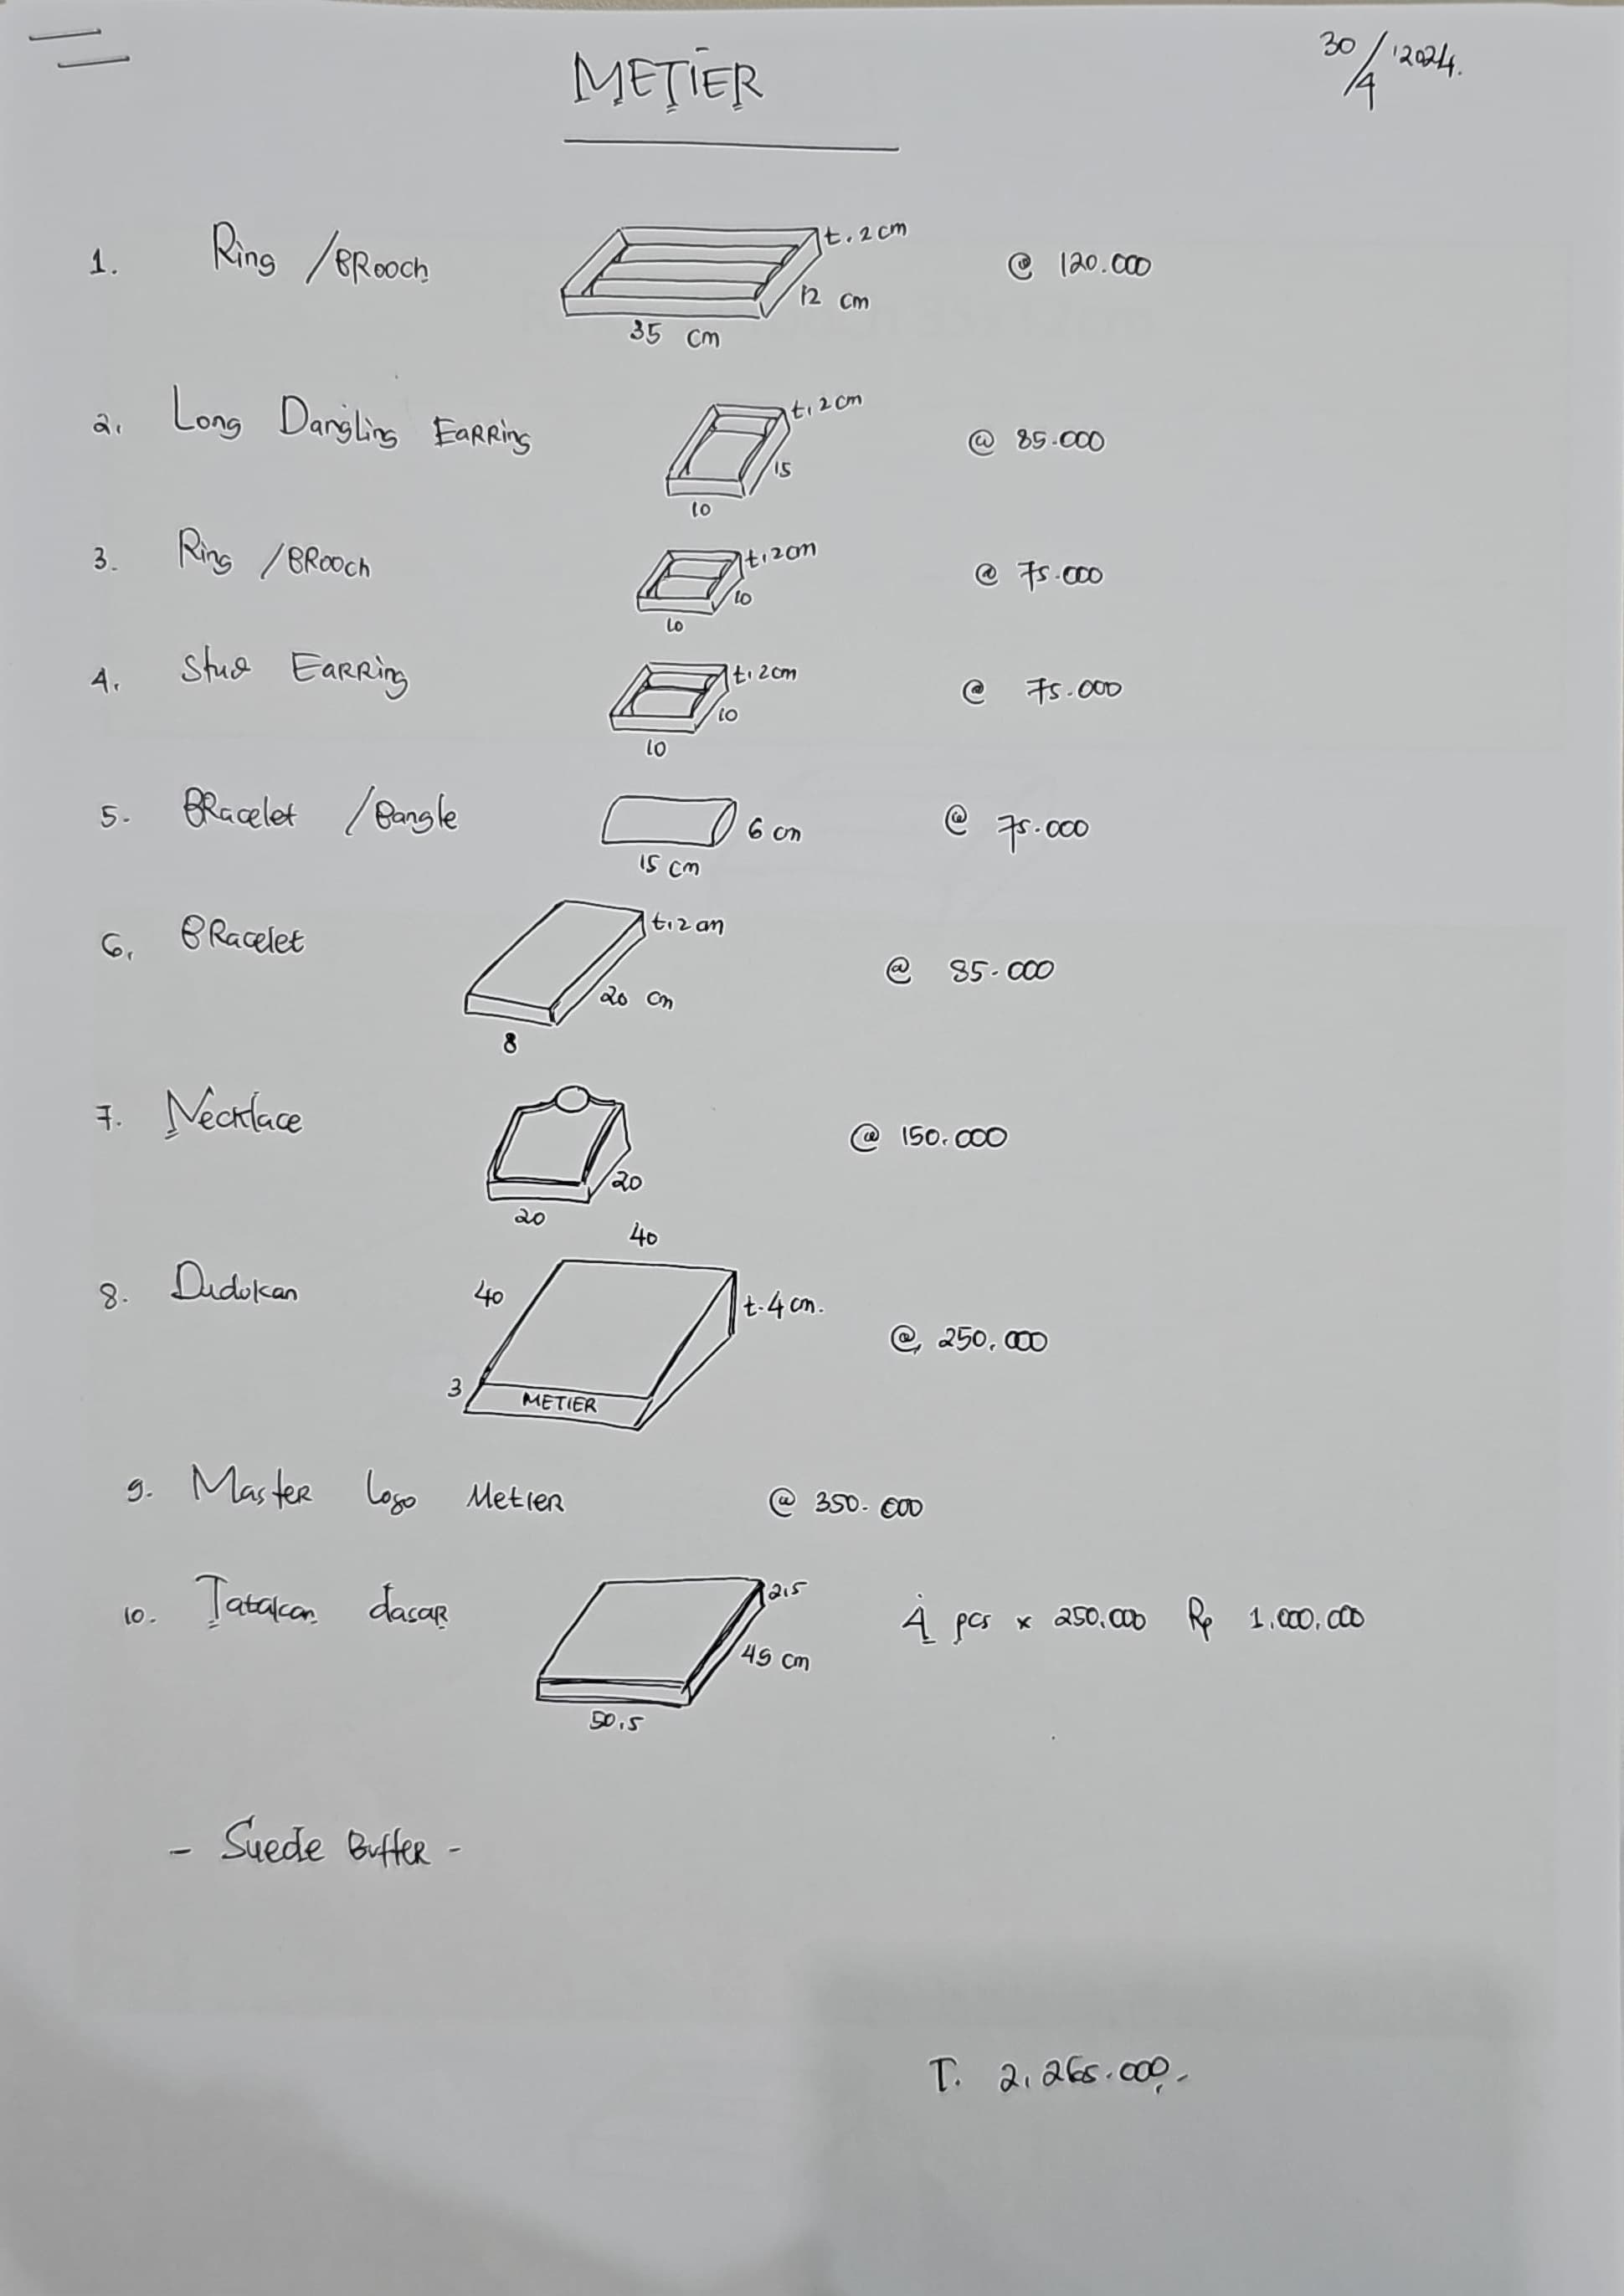 METIER
30/4 '2024.
1. Ring /BRooch t. 2 cm @ 120.000
12 cm
35 cm
2. Long Dangling EaRRing t. 2 cm @ 85.000
15
10
3. Ring /BRooch t. 2 cm @ 75.000
10
10
4. Stud EaRRing t. 2 cm @ 75.000
10
10
5. BRacelet /Bangle 6 cm @ 75.000
15 cm
6. BRacelet t. 2 cm @ 85.000
20 cm
8
7. Necklace @ 150.000
20
20
40
8. Dudukan 40 t. 4 cm. @ 250.000
3 METIER
9. Master logo Metier @ 350.000
10. Tatakan dasar 2,5 4 pcs x 250.000 Rp 1.000.000
49 cm
50,5
- Suede Buffer -
T. 2.265.000,-